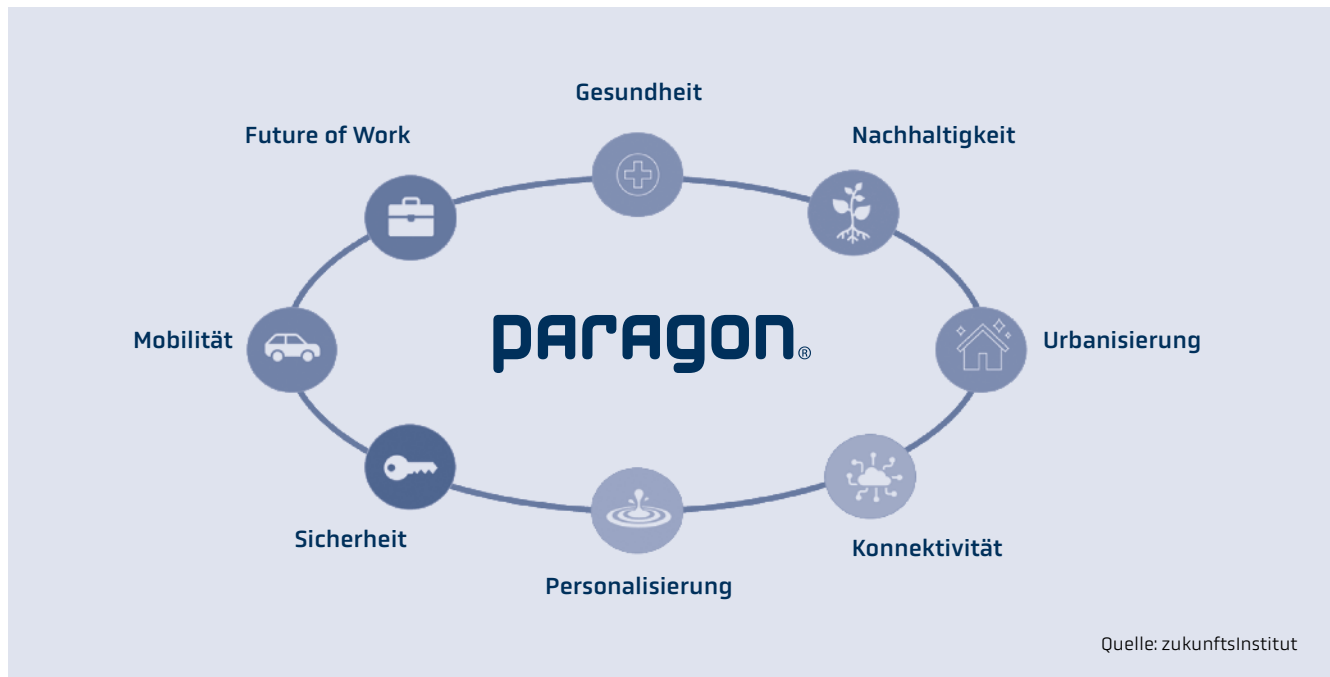 Gesundheit
Future of Work
Nachhaltigkeit
Mobilität
paragon®
Urbanisierung
Sicherheit
Konnektivität
Personalisierung
Quelle: zukunftsInstitut